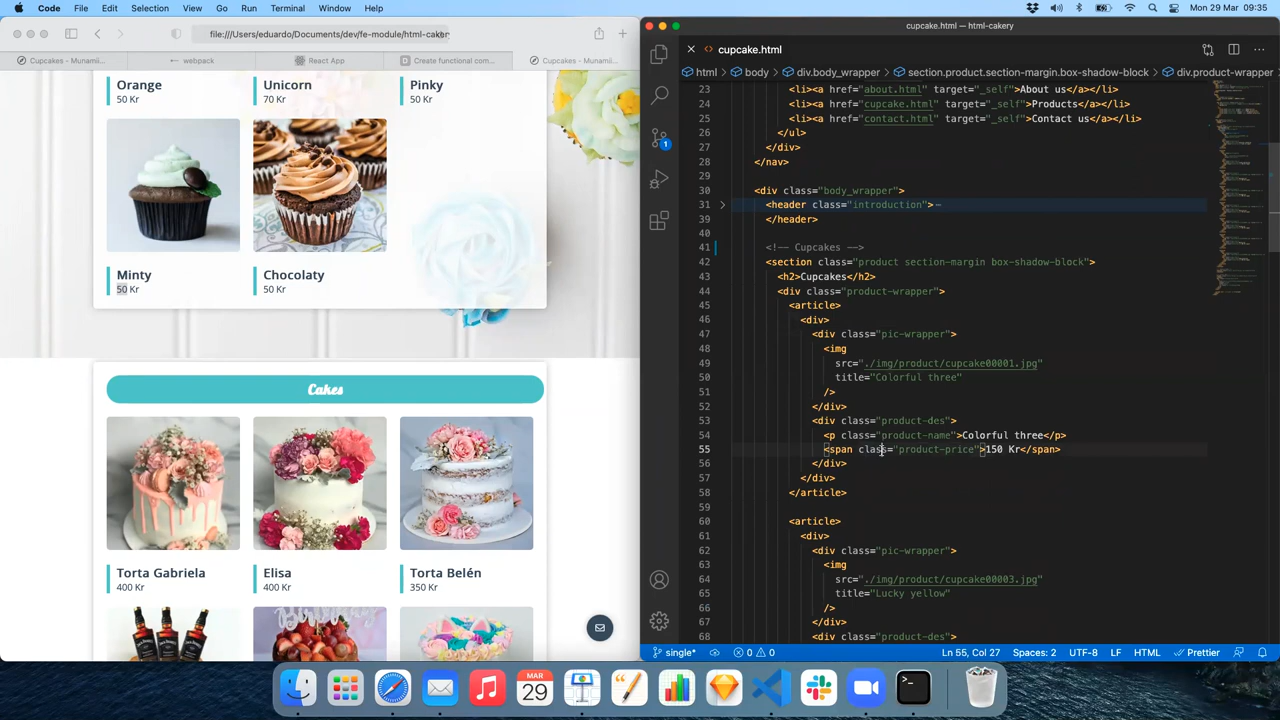 Code File Edit Selection View Go Run Terminal Window Help Mon 29 Mar 09:35
file:///Users/eduardo/Documents/dev/fe-module/html-caker
Cupcakes – Munamii... webpack React App Create functional com... Cupcakes – Munamii...
Orange Unicorn Pinky
50 Kr 70 Kr 50 Kr
Minty Chocolaty
50 Kr 50 Kr
Cakes
Torta Gabriela Elisa Torta Belén
400 Kr 400 Kr 350 Kr
cupcake.html — html-cakery
cupcake.html
html body div.body_wrapper section.product.section-margin.box-shadow-block div.product-wrapper
1
23 <li><a href="about.html" target="_self">About us</a></li>
24 <li><a href="cupcake.html" target="_self">Products</a></li>
25 <li><a href="contact.html" target="_self">Contact us</a></li>
26 </ul>
27 </div>
28 </nav>
29
30 <div class="body_wrapper">
31 <header class="introduction">
39 </header>
40
41 <!-- Cupcakes -->
42 <section class="product section-margin box-shadow-block">
43 <h2>Cupcakes</h2>
44 <div class="product-wrapper">
45 <article>
46 <div>
47 <div class="pic-wrapper">
48 <img
49 src="./img/product/cupcake00001.jpg"
50 title="Colorful three"
51 />
52 </div>
53 <div class="product-des">
54 <p class="product-name">Colorful three</p>
55 <span class="product-price">150 Kr</span>
56 </div>
57 </div>
58 </article>
59
60 <article>
61 <div>
62 <div class="pic-wrapper">
63 <img
64 src="./img/product/cupcake00003.jpg"
65 title="Lucky yellow"
66 />
67 </div>
68 <div class="product-des">
single* 0 0 Ln 55, Col 27 Spaces: 2 UTF-8 LF HTML Prettier
MAR
29